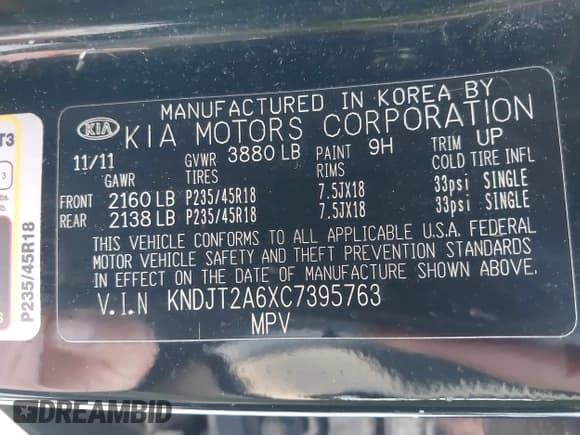 MANUFACTURED IN KOREA BY
KIA KIA MOTORS CORPORATION
11/11 GVWR 3880 LB PAINT 9H TRIM UP
GAWR TIRES RIMS COLD TIRE INFL
FRONT 2160 LB P235/45R18 7.5JX18 33psi SINGLE
REAR 2138 LB P235/45R18 7.5JX18 33psi SINGLE
THIS VEHICLE CONFORMS TO ALL APPLICABLE U.S.A. FEDERAL
MOTOR VEHICLE SAFETY AND THEFT PREVENTION STANDARDS
IN EFFECT ON THE DATE OF MANUFACTURE SHOWN ABOVE.
V.I.N KNDJT2A6XC7395763
MPV
T3
3
P235/45R18
DREAMBID